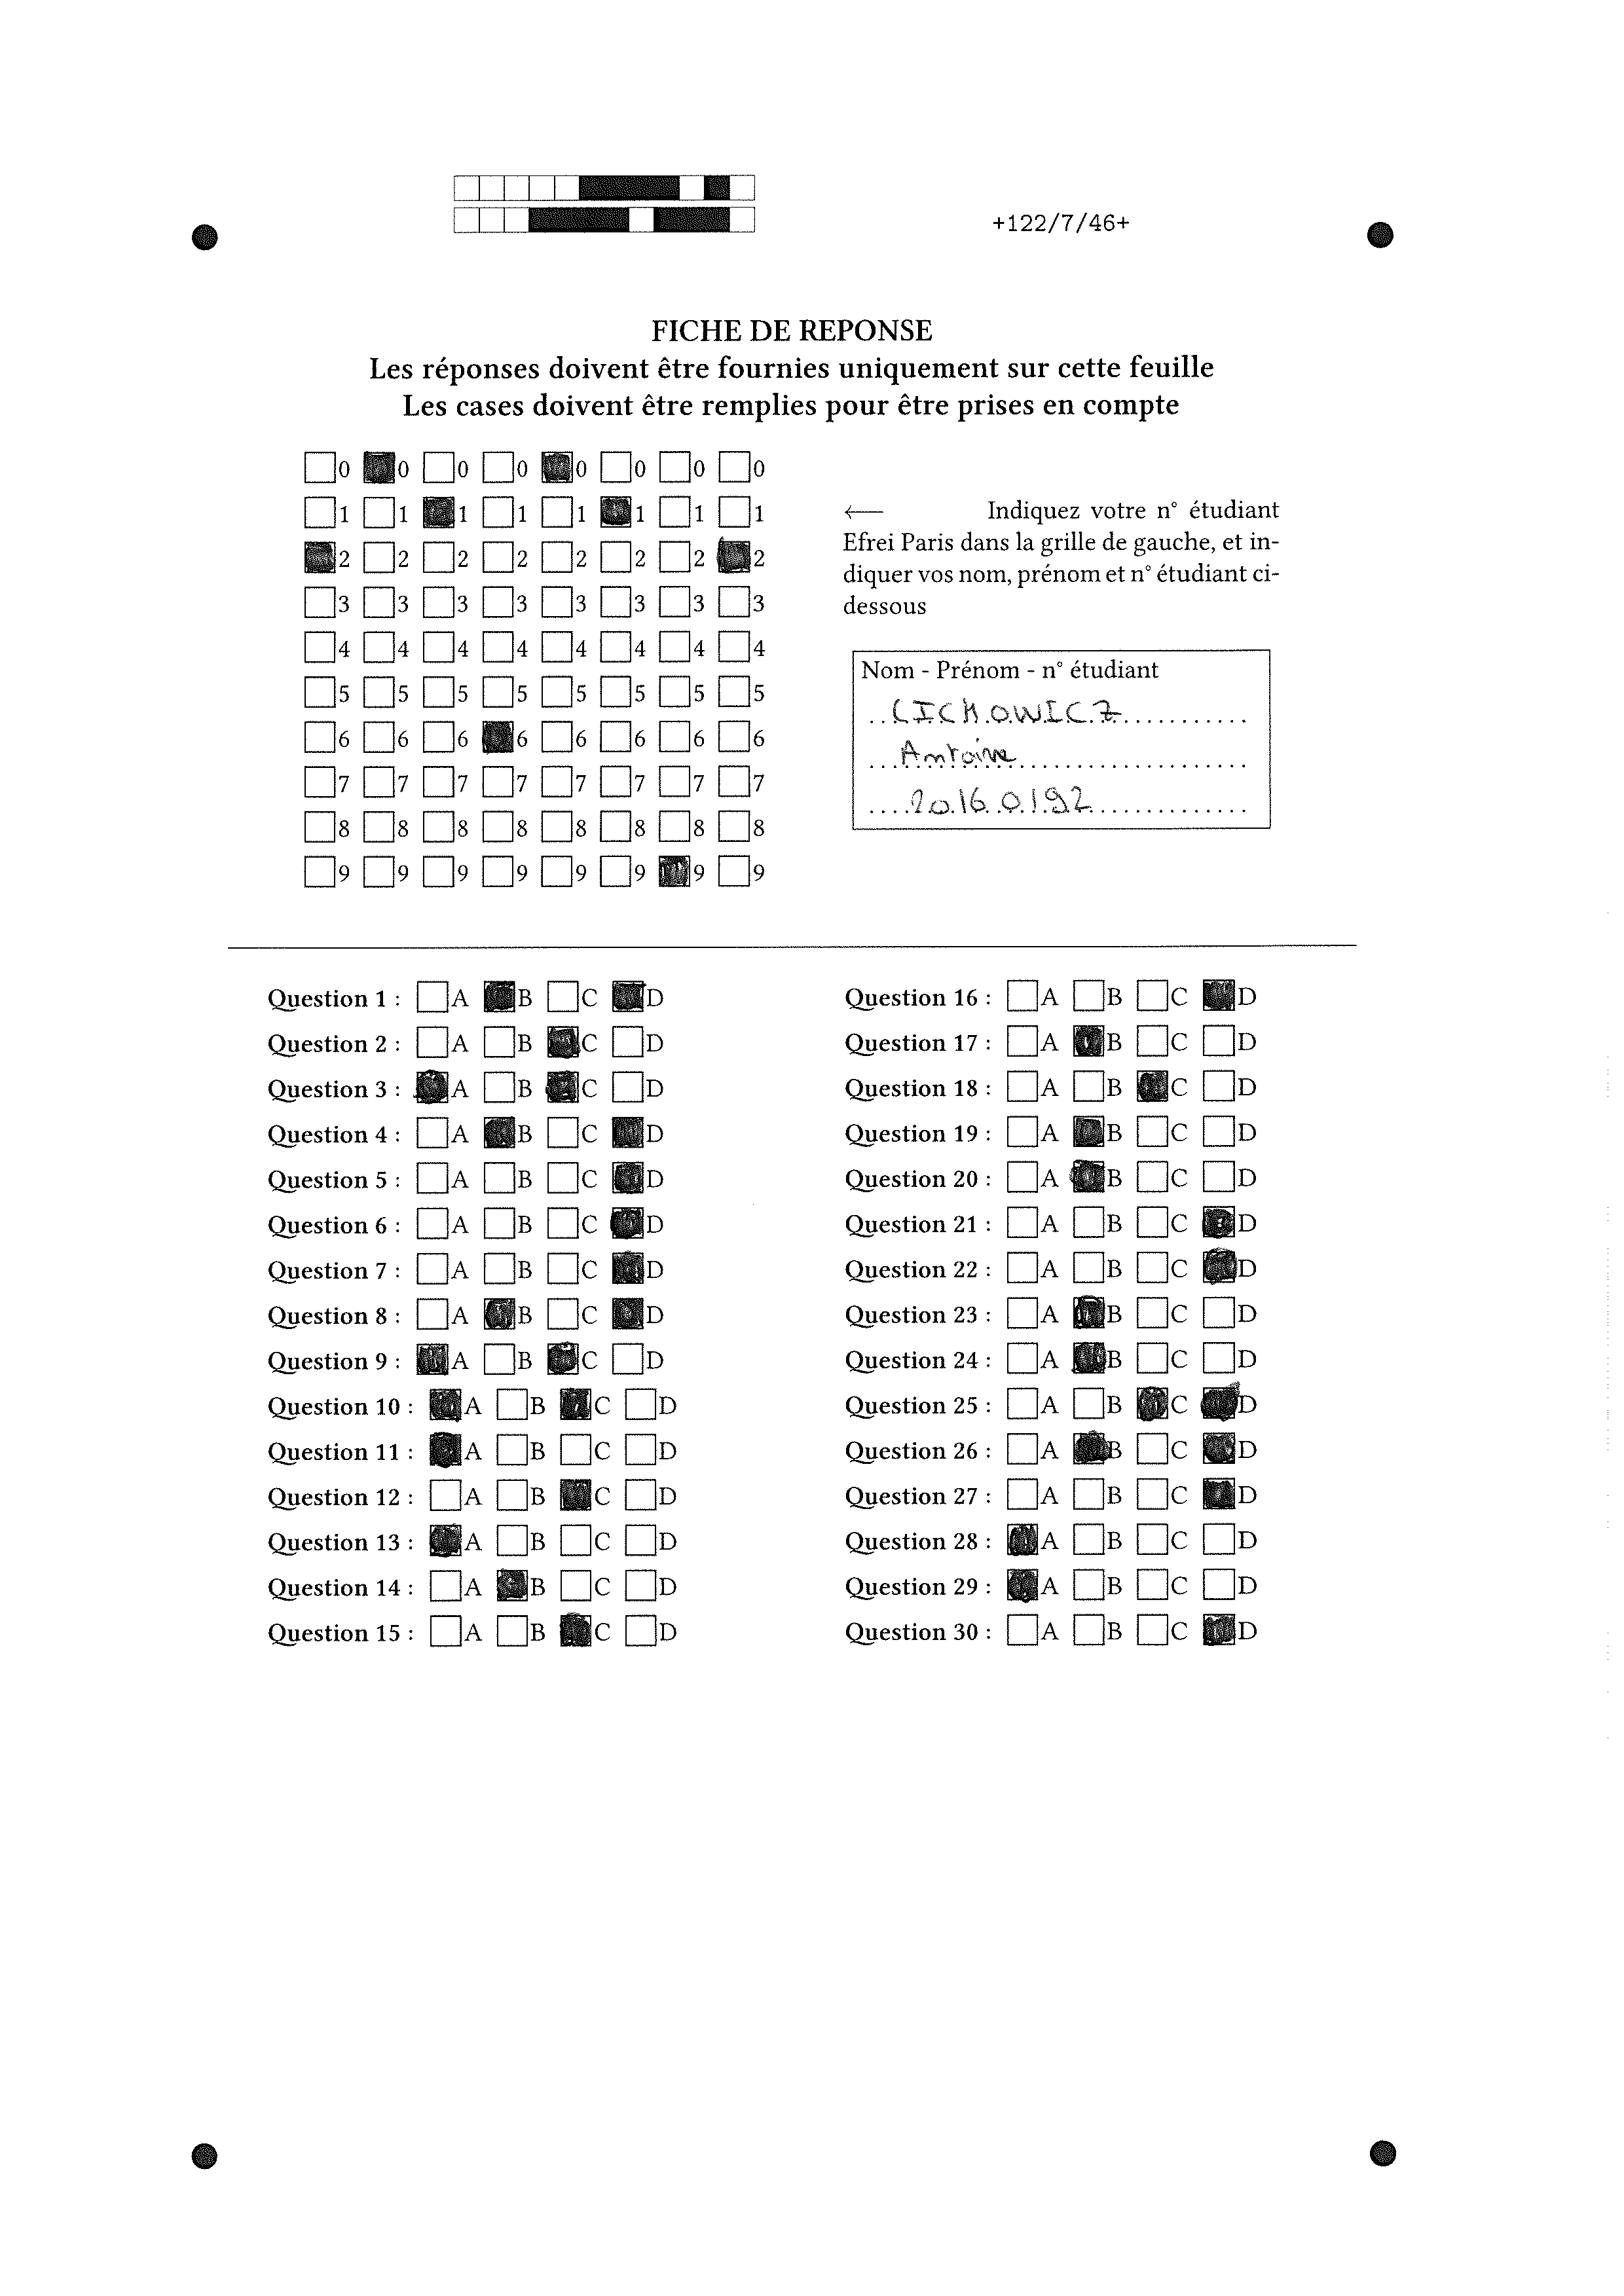 +122/7/46+
FICHE DE REPONSE
Les réponses doivent être fournies uniquement sur cette feuille
Les cases doivent être remplies pour être prises en compte
0 0 0 0 0 0 0 0
1 1 1 1 1 1 1 1
2 2 2 2 2 2 2 2
3 3 3 3 3 3 3 3
4 4 4 4 4 4 4 4
5 5 5 5 5 5 5 5
6 6 6 6 6 6 6 6
7 7 7 7 7 7 7 7
8 8 8 8 8 8 8 8
9 9 9 9 9 9 9 9
← Indiquez votre n° étudiant
Efrei Paris dans la grille de gauche, et in-
diquer vos nom, prénom et n° étudiant ci-
dessous
Nom - Prénom - n° étudiant
CICHOWICZ
Antoine
20160192
Question 1 : A B C D
Question 2 : A B C D
Question 3 : A B C D
Question 4 : A B C D
Question 5 : A B C D
Question 6 : A B C D
Question 7 : A B C D
Question 8 : A B C D
Question 9 : A B C D
Question 10 : A B C D
Question 11 : A B C D
Question 12 : A B C D
Question 13 : A B C D
Question 14 : A B C D
Question 15 : A B C D
Question 16 : A B C D
Question 17 : A B C D
Question 18 : A B C D
Question 19 : A B C D
Question 20 : A B C D
Question 21 : A B C D
Question 22 : A B C D
Question 23 : A B C D
Question 24 : A B C D
Question 25 : A B C D
Question 26 : A B C D
Question 27 : A B C D
Question 28 : A B C D
Question 29 : A B C D
Question 30 : A B C D